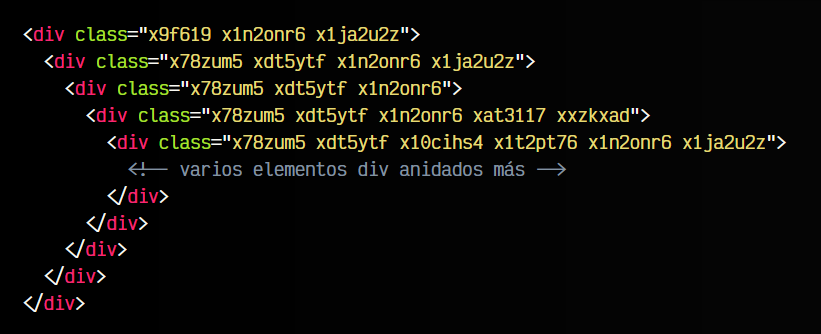 <div class="x9f619 x1n2onr6 x1ja2u2z">
<div class="x78zum5 xdt5ytf x1n2onr6 x1ja2u2z">
<div class="x78zum5 xdt5ytf x1n2onr6">
<div class="x78zum5 xdt5ytf x1n2onr6 xat3117 xxzkxad">
<div class="x78zum5 xdt5ytf x10cihs4 x1t2pt76 x1n2onr6 x1ja2u2z">
<!-- varios elementos div anidados más -->
</div>
</div>
</div>
</div>
</div>